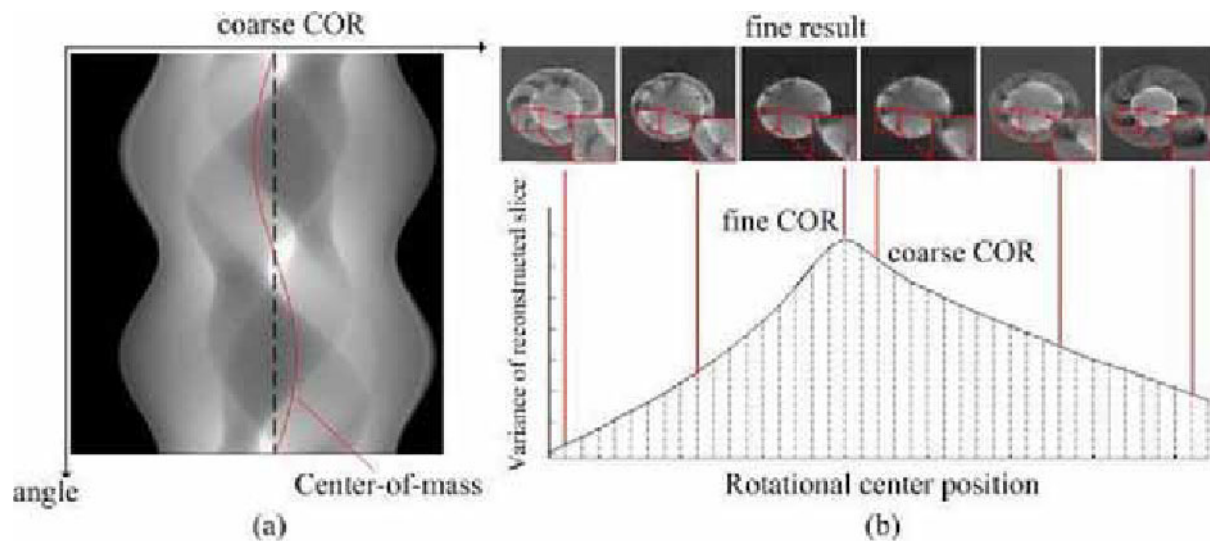 coarse COR
angle
Center-of-mass
(a)
fine result
Variance of reconstructed slice
fine COR
coarse COR
Rotational center position
(b)